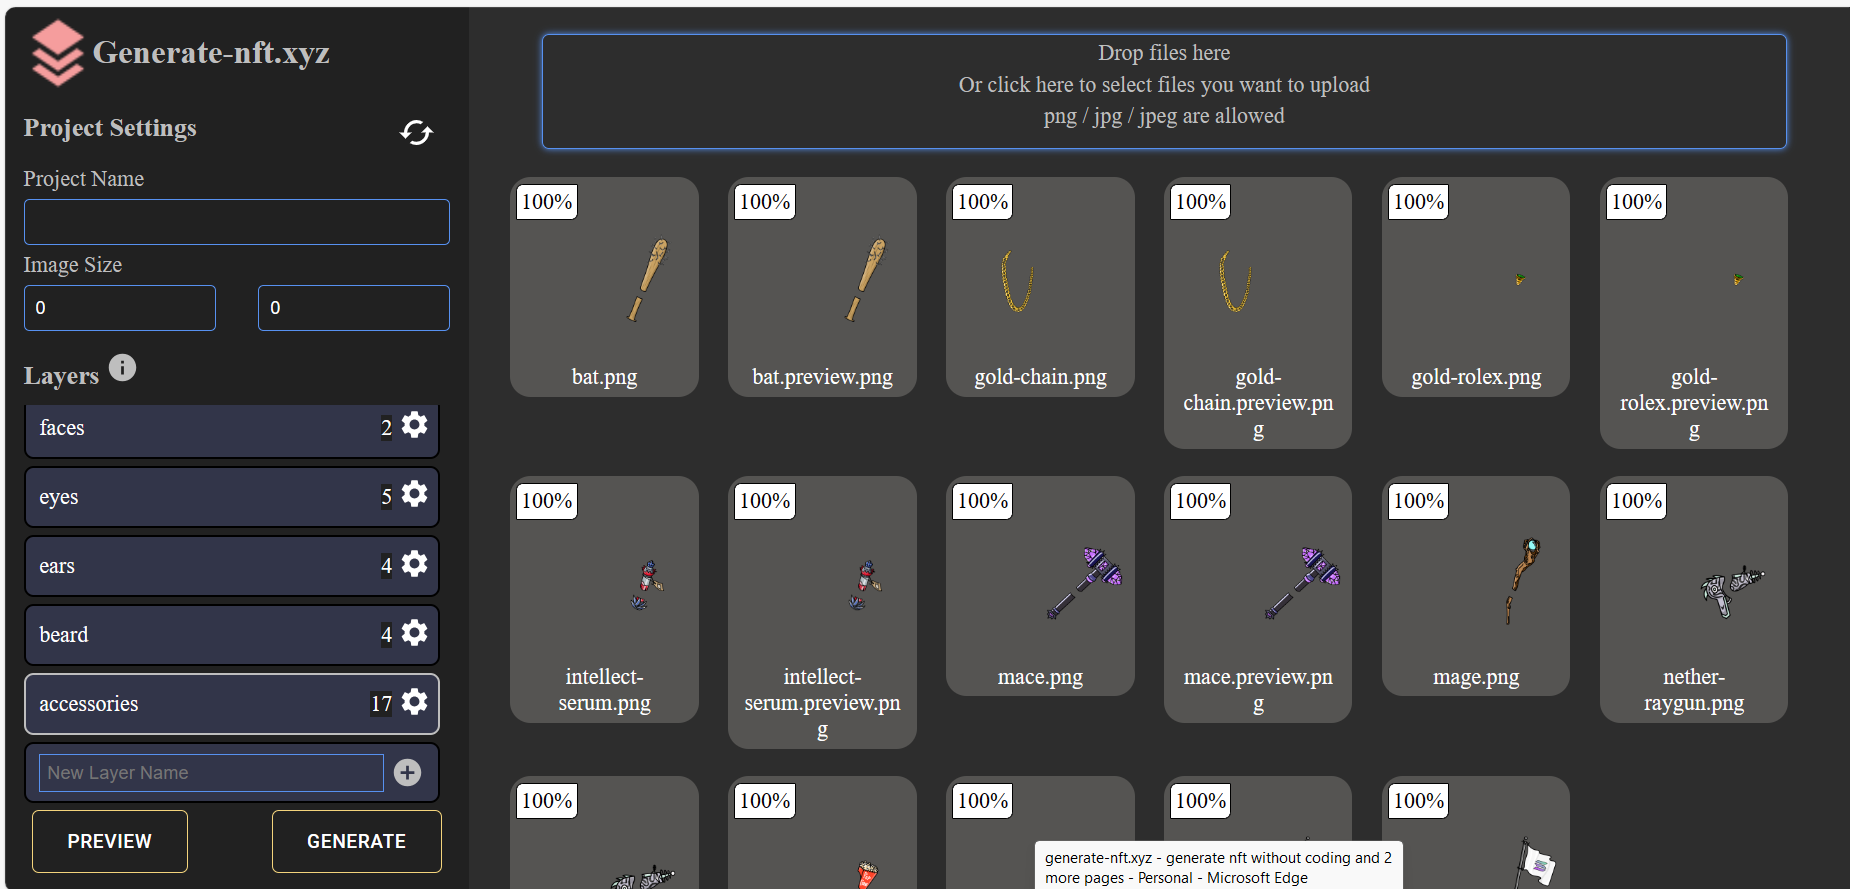 Generate-nft.xyz
Project Settings
Project Name
Image Size
0
0
Layers
faces
2
eyes
5
ears
4
beard
4
accessories
17
New Layer Name
PREVIEW
GENERATE
Drop files here
Or click here to select files you want to upload
png / jpg / jpeg are allowed
100%
100%
100%
100%
100%
100%
bat.png
bat.preview.png
gold-chain.png
gold-
chain.preview.pn
g
gold-rolex.png
gold-
rolex.preview.pn
g
100%
100%
100%
100%
100%
100%
intellect-
serum.png
intellect-
serum.preview.pn
g
mace.png
mace.preview.pn
g
mage.png
nether-
raygun.png
100%
100%
100%
100%
100%
generate-nft.xyz - generate nft without coding and 2
more pages - Personal - Microsoft Edge